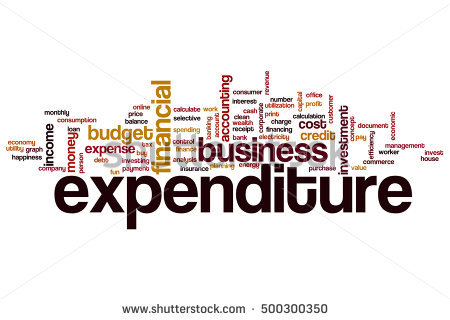 revenue
consumer
capital
office
online
calculate
work
accounting
interest
cash
corporate
number
utilization
profit
customer
monthly
price
financial
selective
clean
wealth
print
calculation
concept
document
economic
consumption
balance
banking
account
receipt
charge
cost
income
loan
budget
spending
bank
financing
credit
pay
efficiency
economy
money
expense
tax
control
business
electricity
investment
management
utility
graph
person
buy
finance
worker
invest
happiness
debt
investing
analysis
planning
energy
commerce
house
company
fun
payment
insurance
purchase
value
expenditure
shutterstock
www.shutterstock.com · 500300350